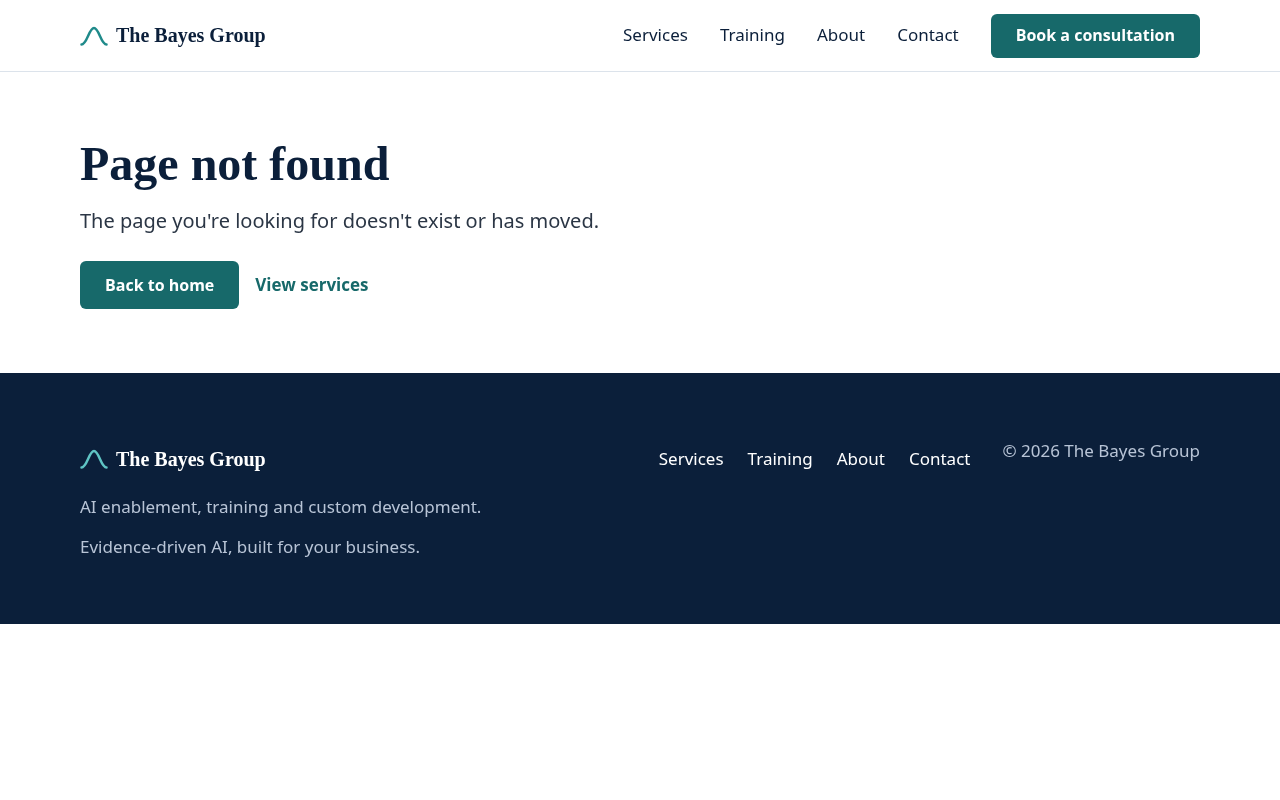 The Bayes Group
Services Training About Contact Book a consultation
Page not found
The page you're looking for doesn't exist or has moved.
Back to home View services
The Bayes Group
Services Training About Contact © 2026 The Bayes Group
AI enablement, training and custom development.
Evidence-driven AI, built for your business.